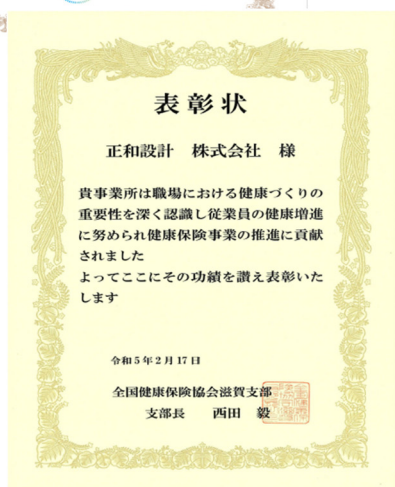 表彰状
正和設計　株式会社　様
貴事業所は職場における健康づくりの
重要性を深く認識し従業員の健康増進
に努められ健康保険事業の推進に貢献
されました
よってここにその功績を讃え表彰いた
します
令和5年2月17日
全国健康保険協会滋賀支部
支部長　西田　毅